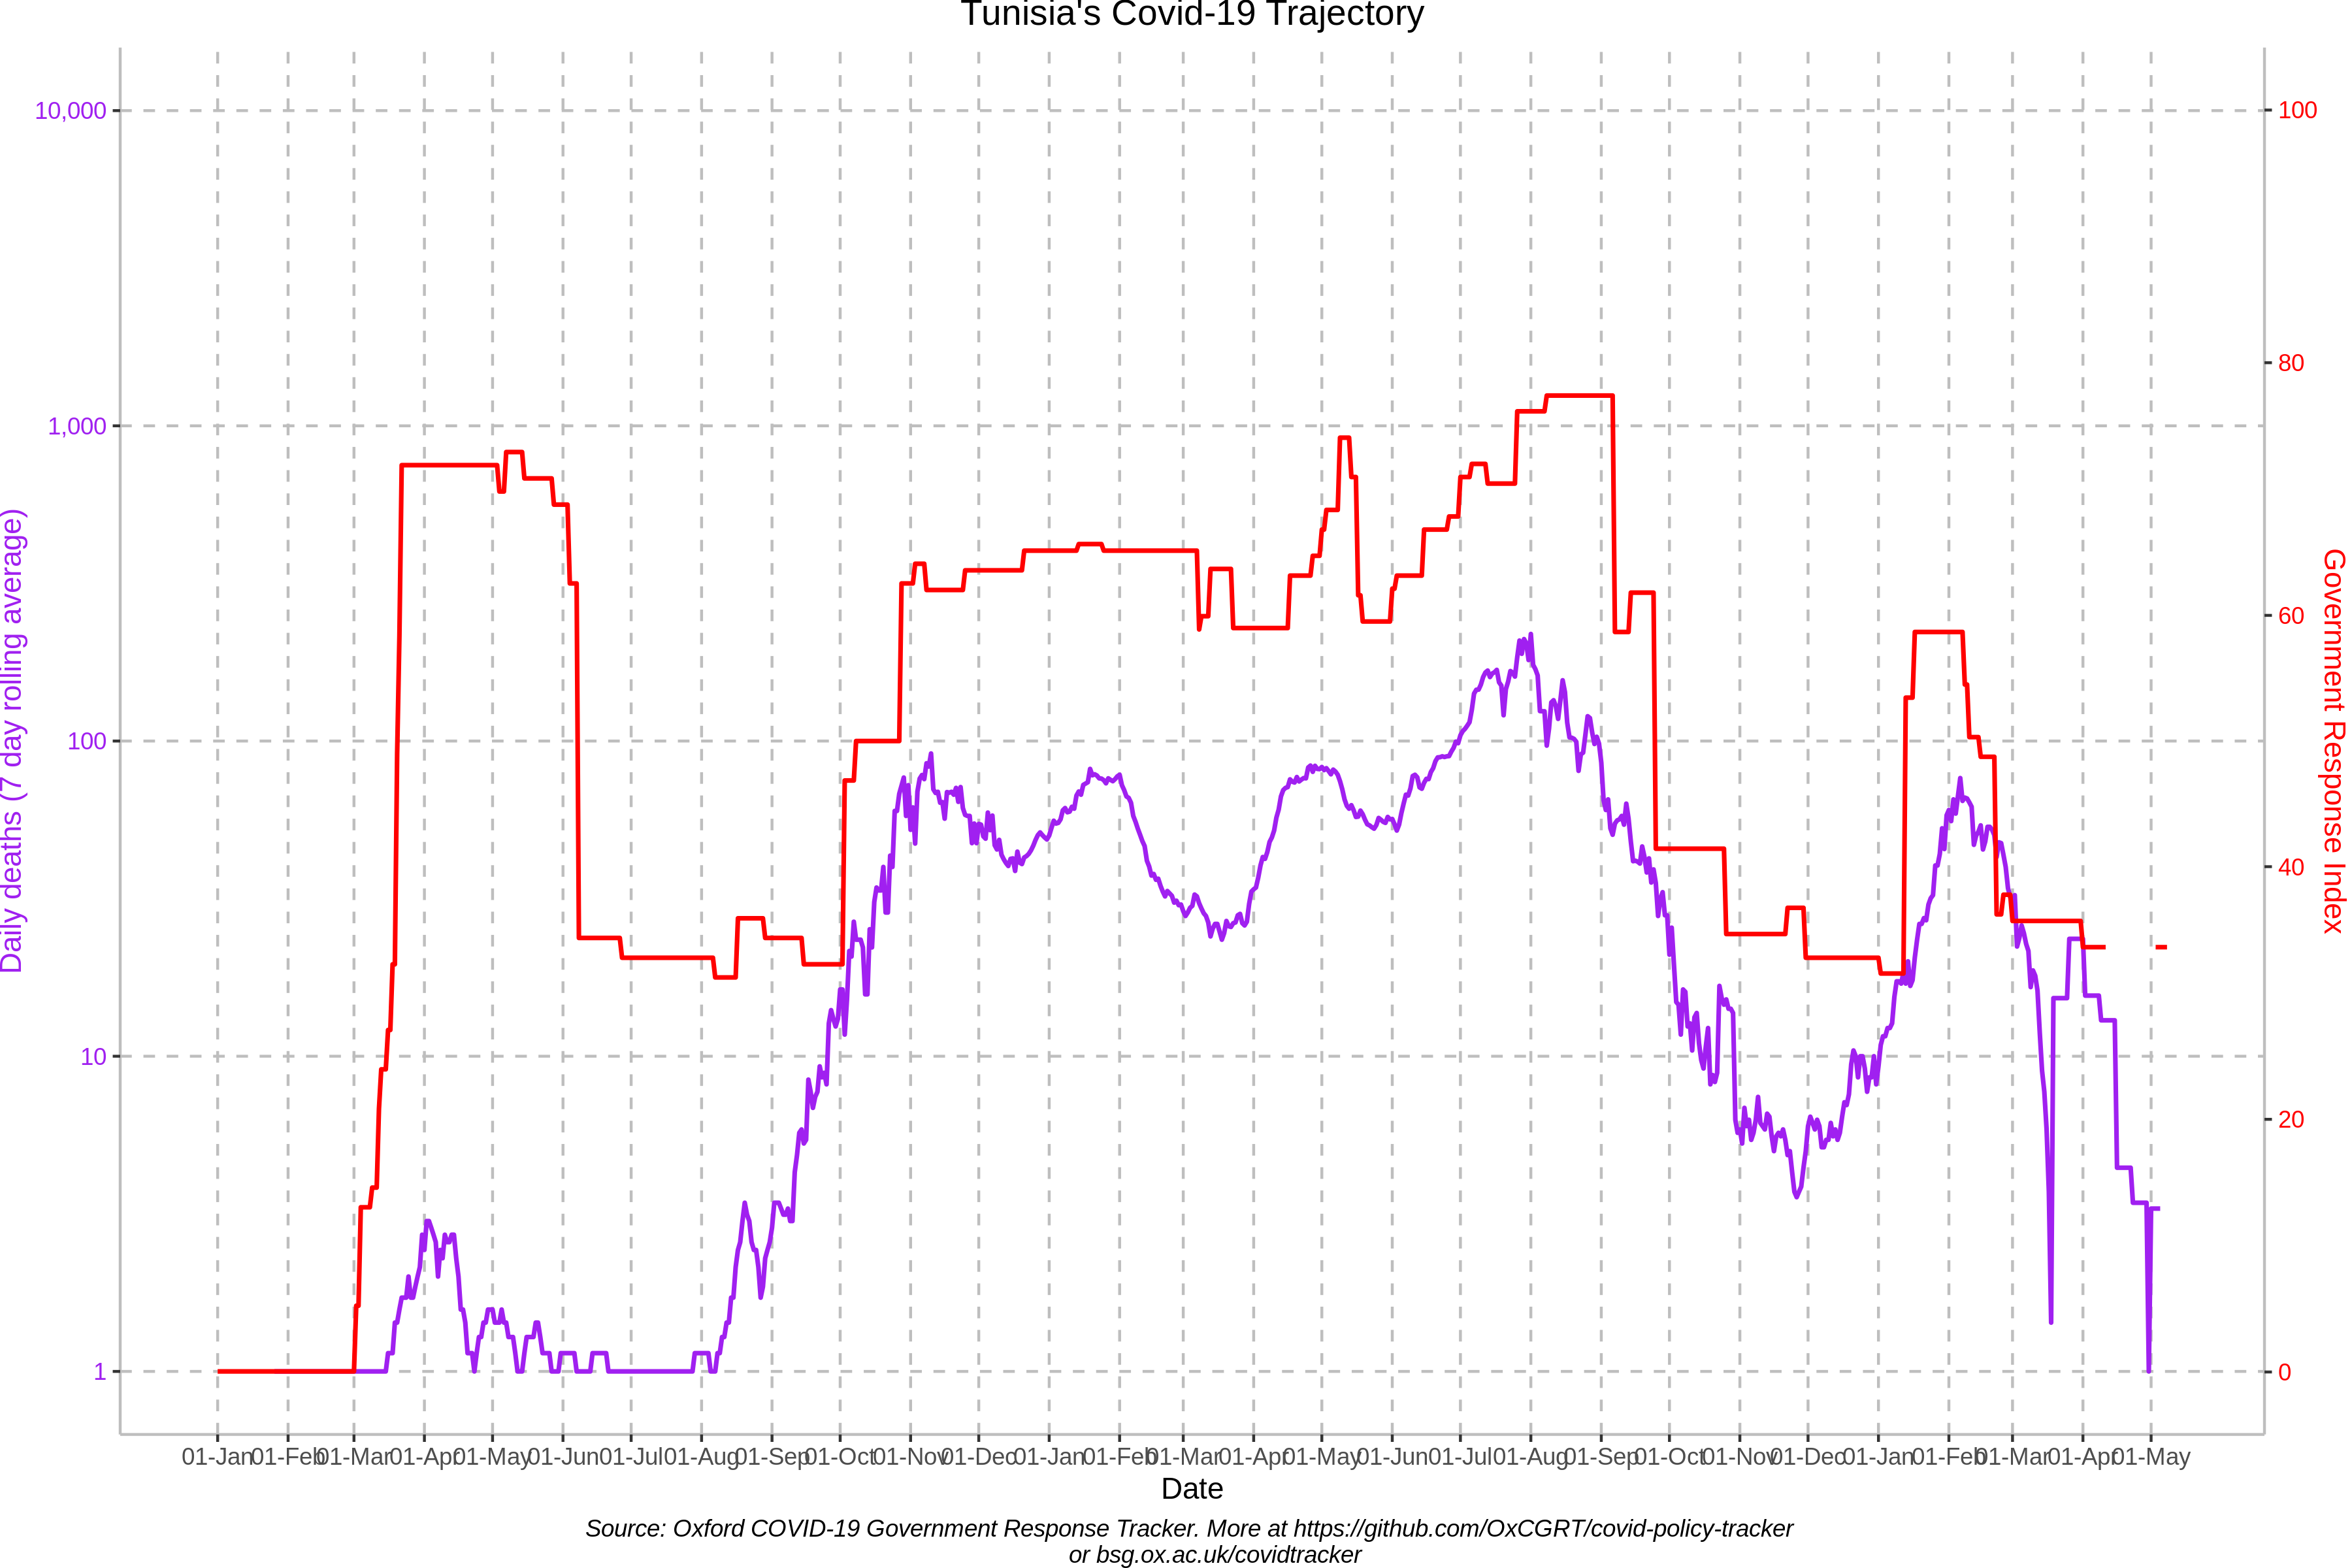 Tunisia's Covid-19 Trajectory
Daily deaths (7 day rolling average)
10,000
1,000
100
10
1
Government Response Index
100
80
60
40
20
0
01-Jan 01-Feb 01-Mar 01-Apr 01-May 01-Jun 01-Jul 01-Aug 01-Sep 01-Oct 01-Nov 01-Dec 01-Jan 01-Feb 01-Mar 01-Apr 01-May 01-Jun 01-Jul 01-Aug 01-Sep 01-Oct 01-Nov 01-Dec 01-Jan 01-Feb 01-Mar 01-Apr 01-May
Date
Source: Oxford COVID-19 Government Response Tracker. More at https://github.com/OxCGRT/covid-policy-tracker
or bsg.ox.ac.uk/covidtracker